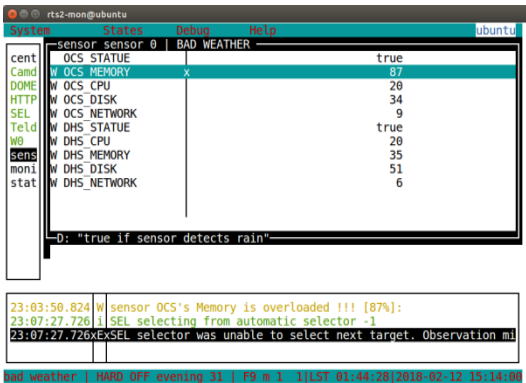 rts2-mon@ubuntu
System States Debug Help ubuntu
sensor sensor 0 | BAD WEATHER
cent OCS_STATUE true
Camd W OCS_MEMORY x 87
DOME W OCS_CPU 20
HTTP W OCS_DISK 34
SEL W OCS_NETWORK 9
Teld W DHS_STATUE true
W0 W DHS_CPU 20
sens W DHS_MEMORY 35
moni W DHS_DISK 51
stat W DHS_NETWORK 6
D: "true if sensor detects rain"
23:03:50.824 W sensor OCS's Memory is overloaded !!! [87%]:
23:07:27.726 i SEL selecting from automatic selector -1
23:07:27.726xExSEL selector was unable to select next target. Observation mi
bad weather | HARD OFF evening 31 | F9 m 1 1|LST 01:44:28|2018-02-12 15:14:00